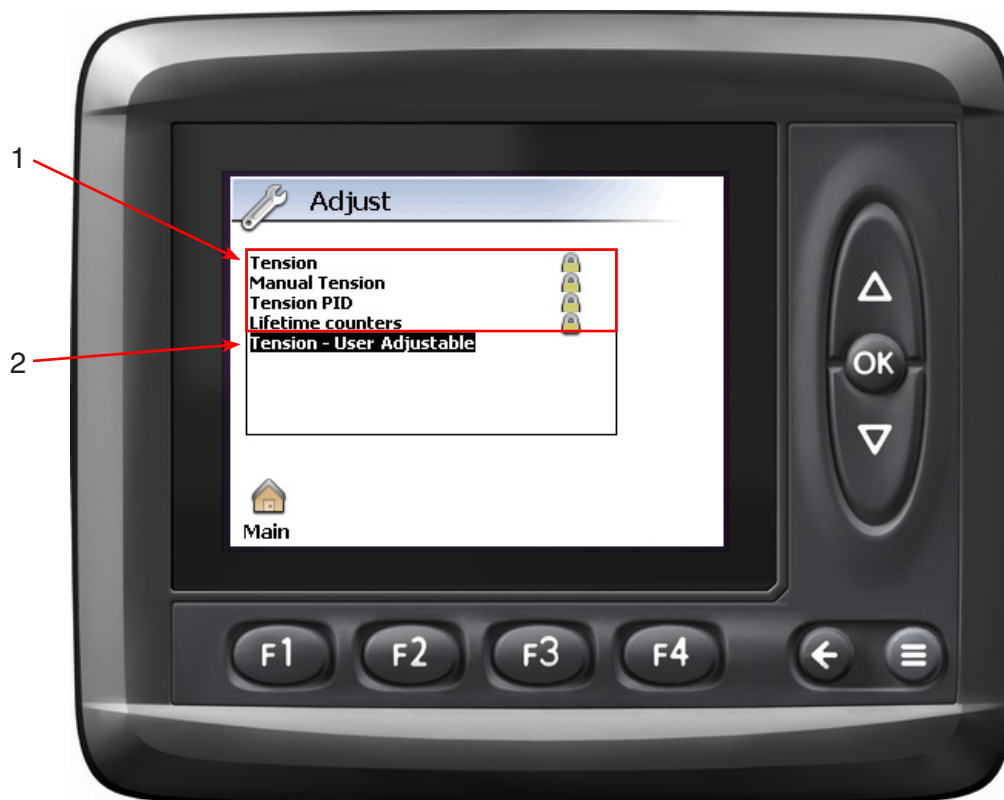 1
Adjust
Tension
Manual Tension
Tension PID
Lifetime counters
Tension - User Adjustable
2
OK
Main
F1 F2 F3 F4